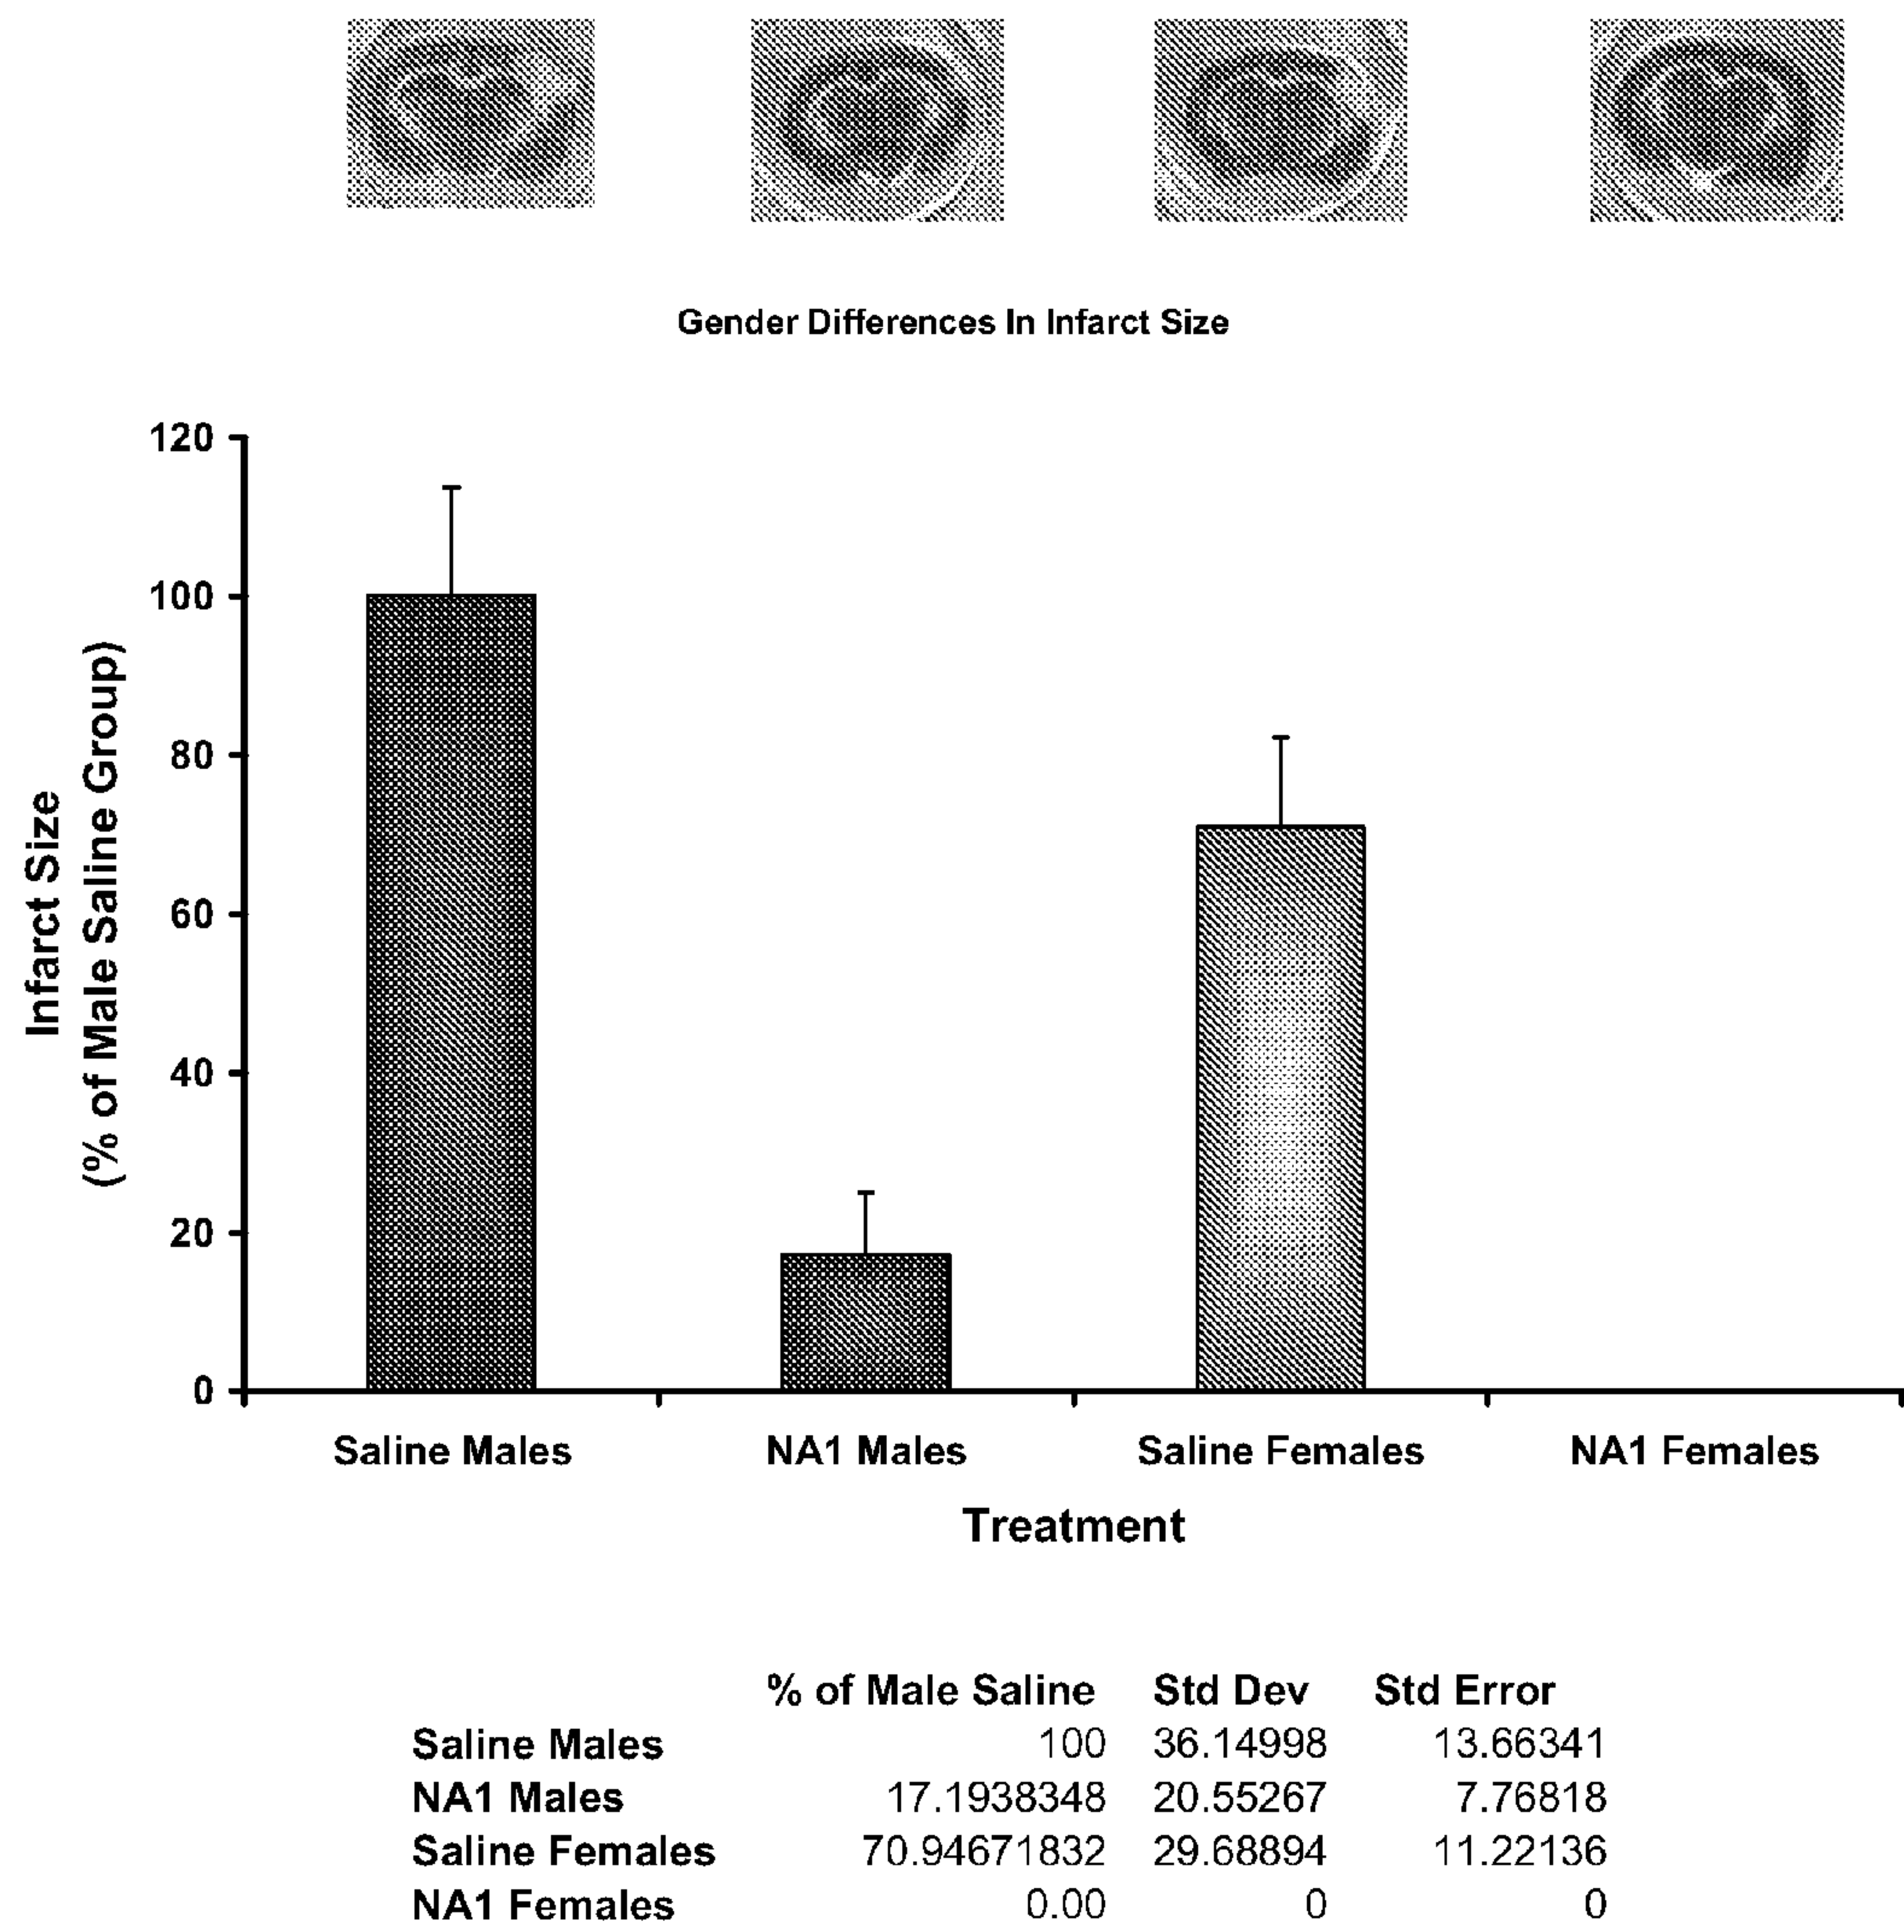 Gender Differences In Infarct Size
Infarct Size
(% of Male Saline Group)
120
100
80
60
40
20
0
Saline Males NA1 Males Saline Females NA1 Females
Treatment
% of Male Saline Std Dev Std Error
Saline Males 100 36.14998 13.66341
NA1 Males 17.1938348 20.55267 7.76818
Saline Females 70.94671832 29.68894 11.22136
NA1 Females 0.00 0 0